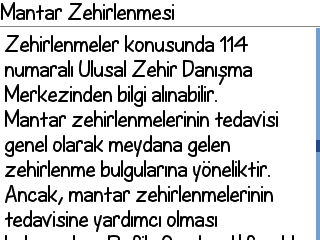 Mantar Zehirlenmesi
Zehirlenmeler konusunda 114
numaralı Ulusal Zehir Danışma
Merkezinden bilgi alınabilir.
Mantar zehirlenmelerinin tedavisi
genel olarak meydana gelen
zehirlenme bulgularına yöneliktir.
Ancak, mantar zehirlenmelerinin
tedavisine yardımcı olması